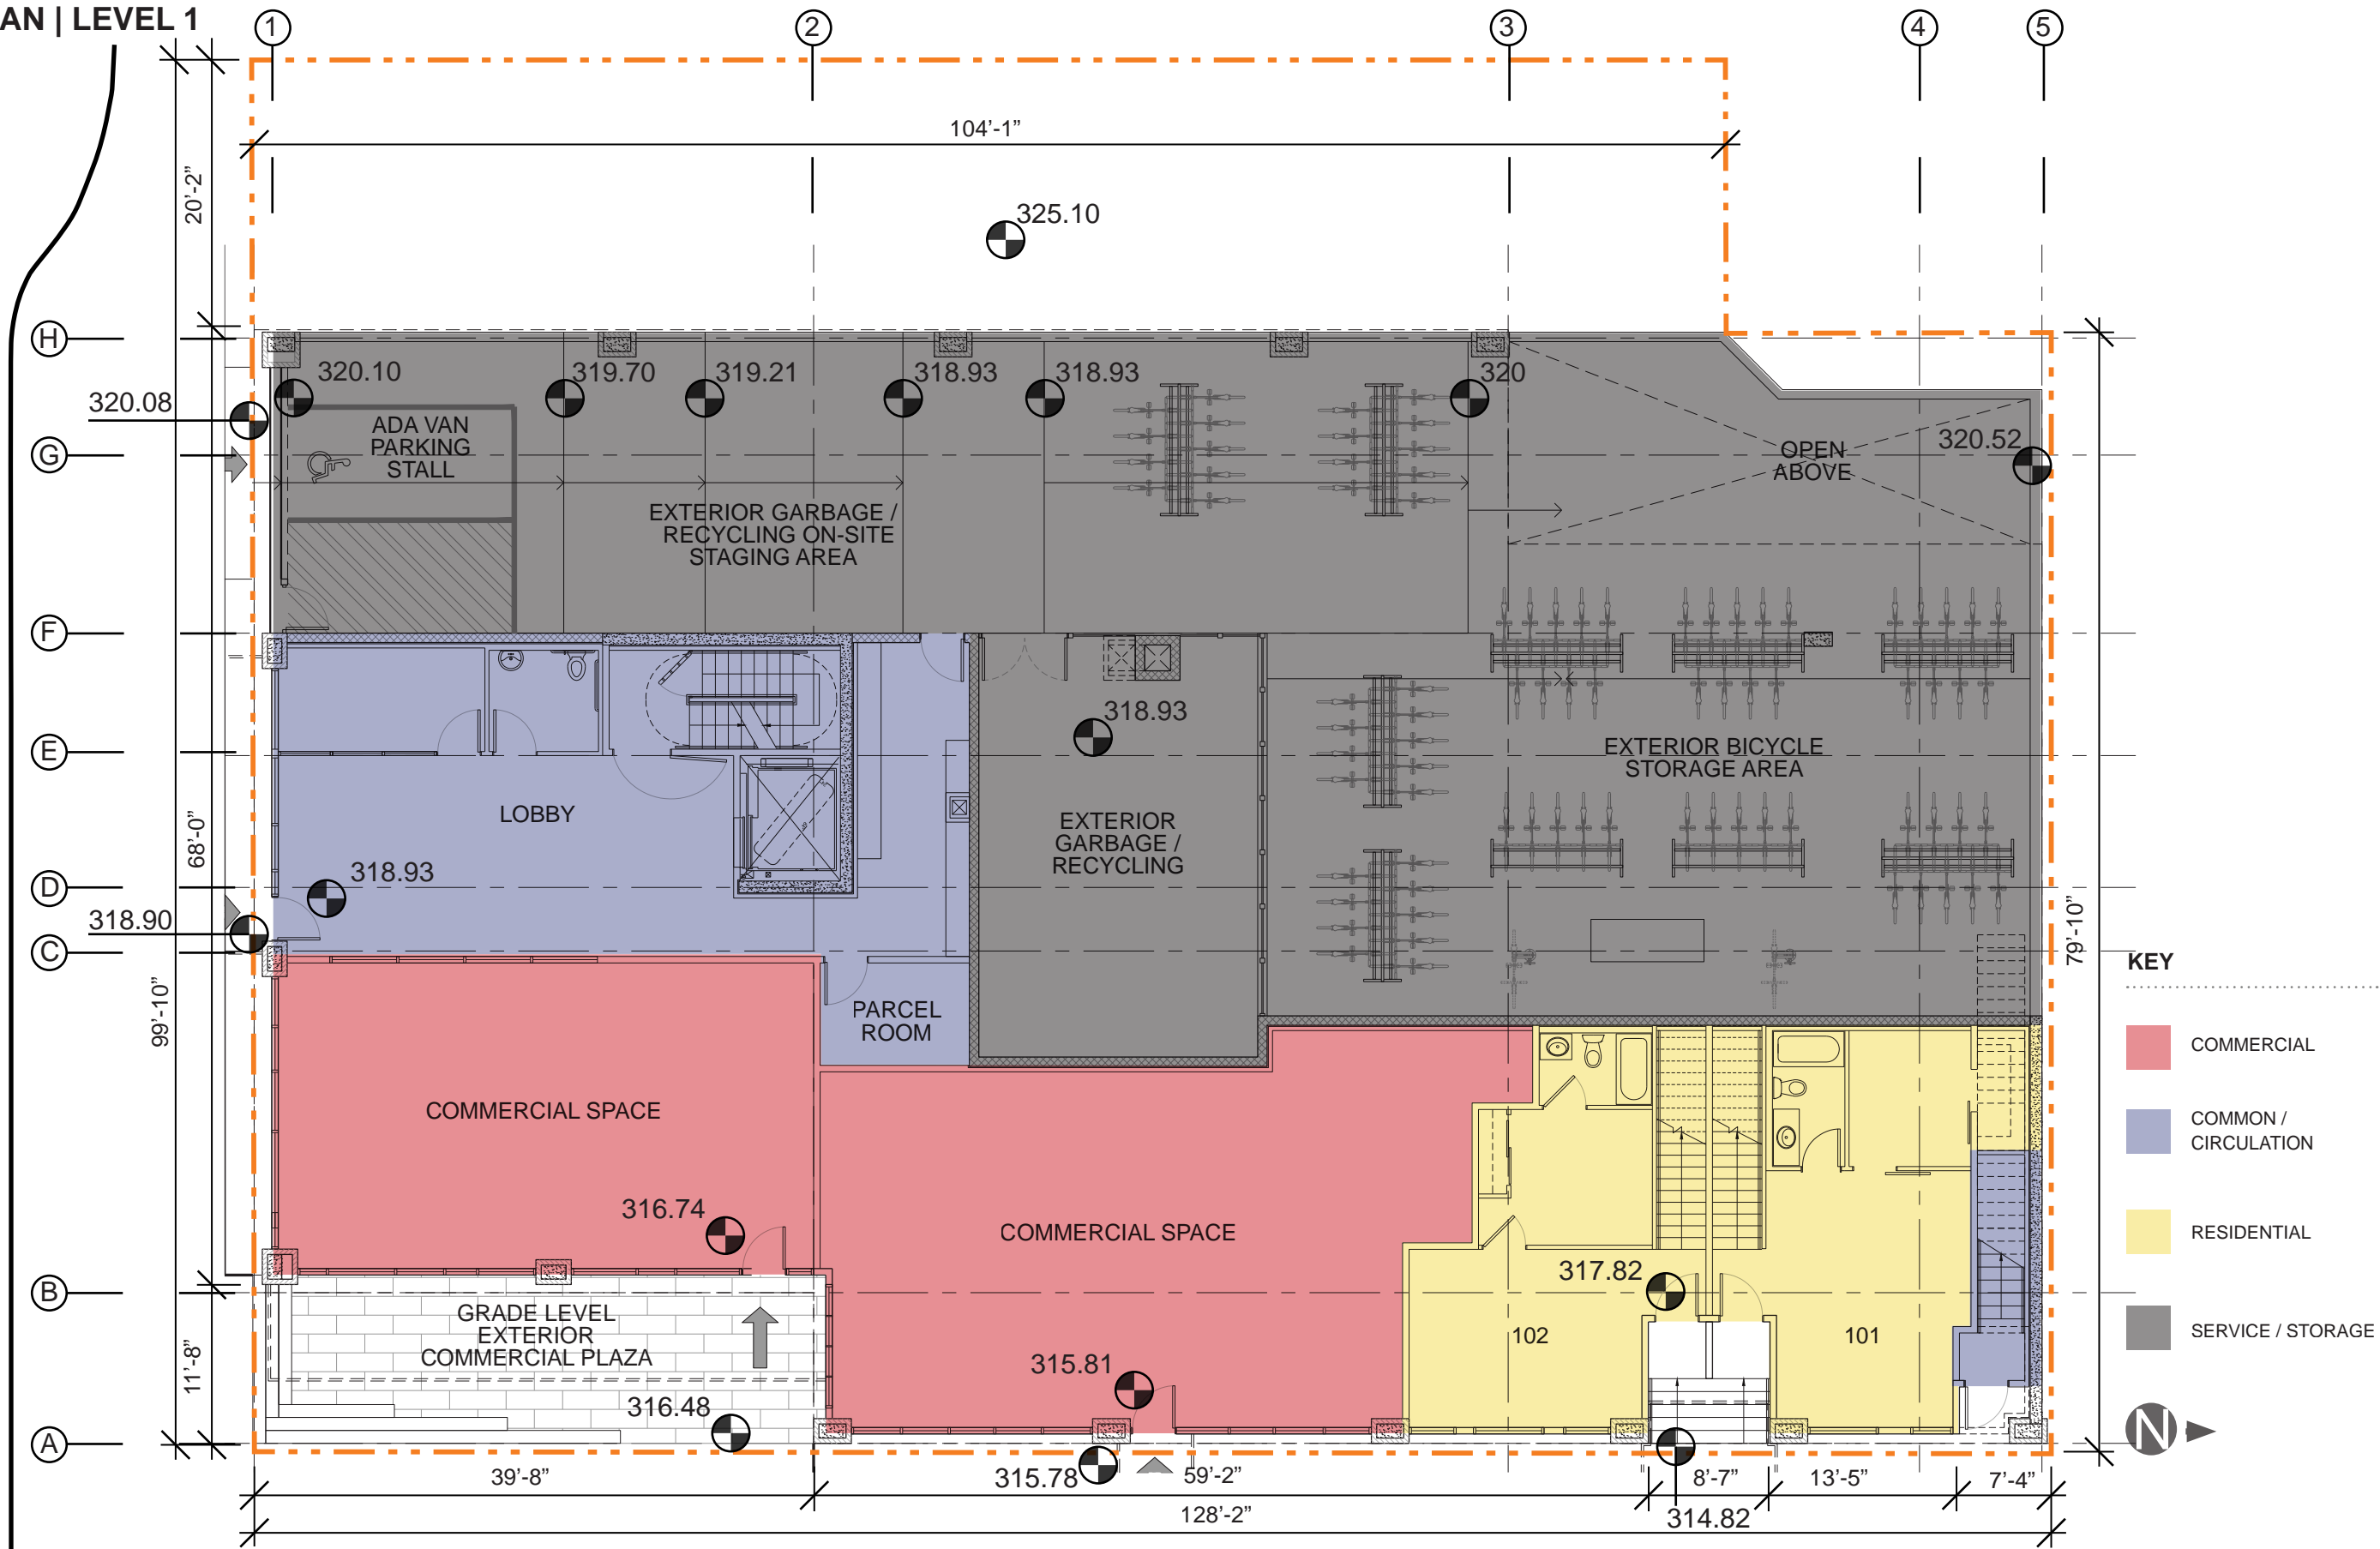 AN | LEVEL 1
1
2
3
4
5
104’-1”
20’-2”
325.10
H
320.10
319.70
319.21
318.93
318.93
320
320.08
ADA VAN
PARKING
STALL
G
OPEN
ABOVE
320.52
EXTERIOR GARBAGE /
RECYCLING ON-SITE
STAGING AREA
F
318.93
E
EXTERIOR BICYCLE
STORAGE AREA
LOBBY
68’-0”
EXTERIOR
GARBAGE /
RECYCLING
318.93
D
318.90
C
79’-10”
KEY
99’-10”
PARCEL
ROOM
COMMERCIAL
COMMERCIAL SPACE
COMMON /
CIRCULATION
316.74
COMMERCIAL SPACE
RESIDENTIAL
317.82
B
GRADE LEVEL
EXTERIOR
COMMERCIAL PLAZA
102
101
SERVICE / STORAGE
11’-8”
315.81
316.48
A
N
39’-8”
315.78
59’-2”
8’-7”
13’-5”
7’-4”
128’-2”
314.82